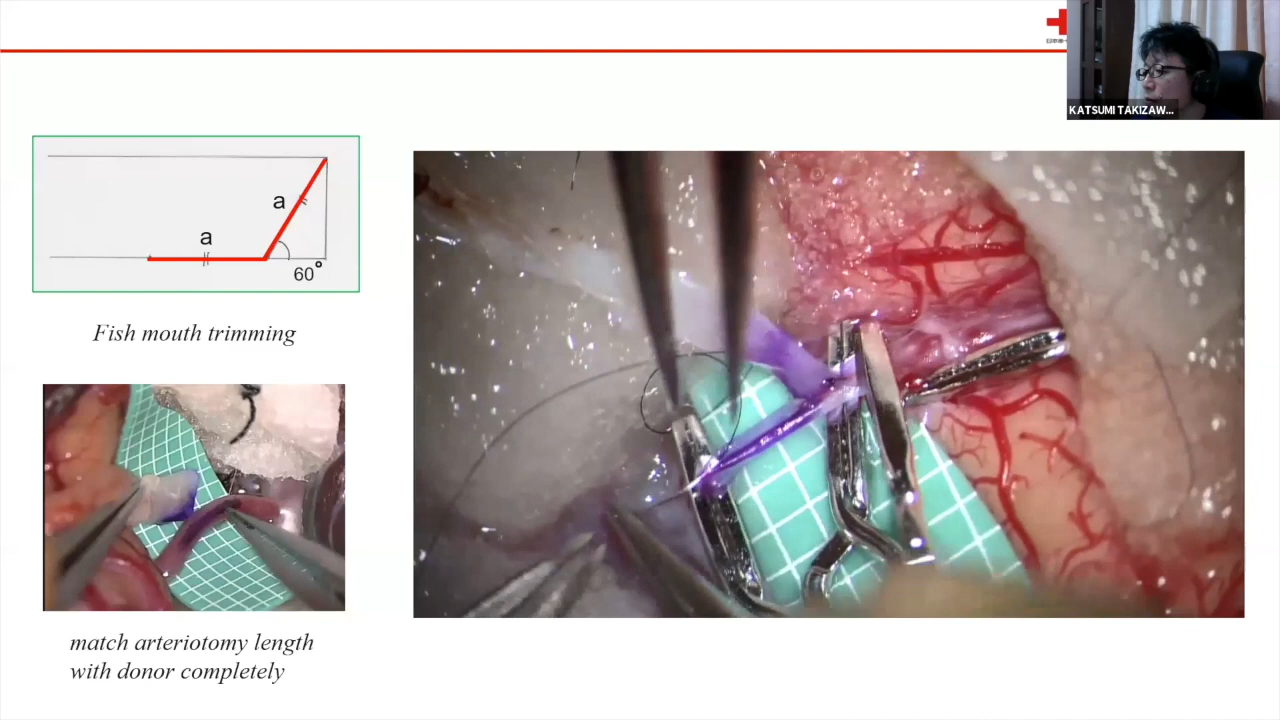 KATSUMI TAKIZAW...
a
a
60°
Fish mouth trimming
match arteriotomy length
with donor completely